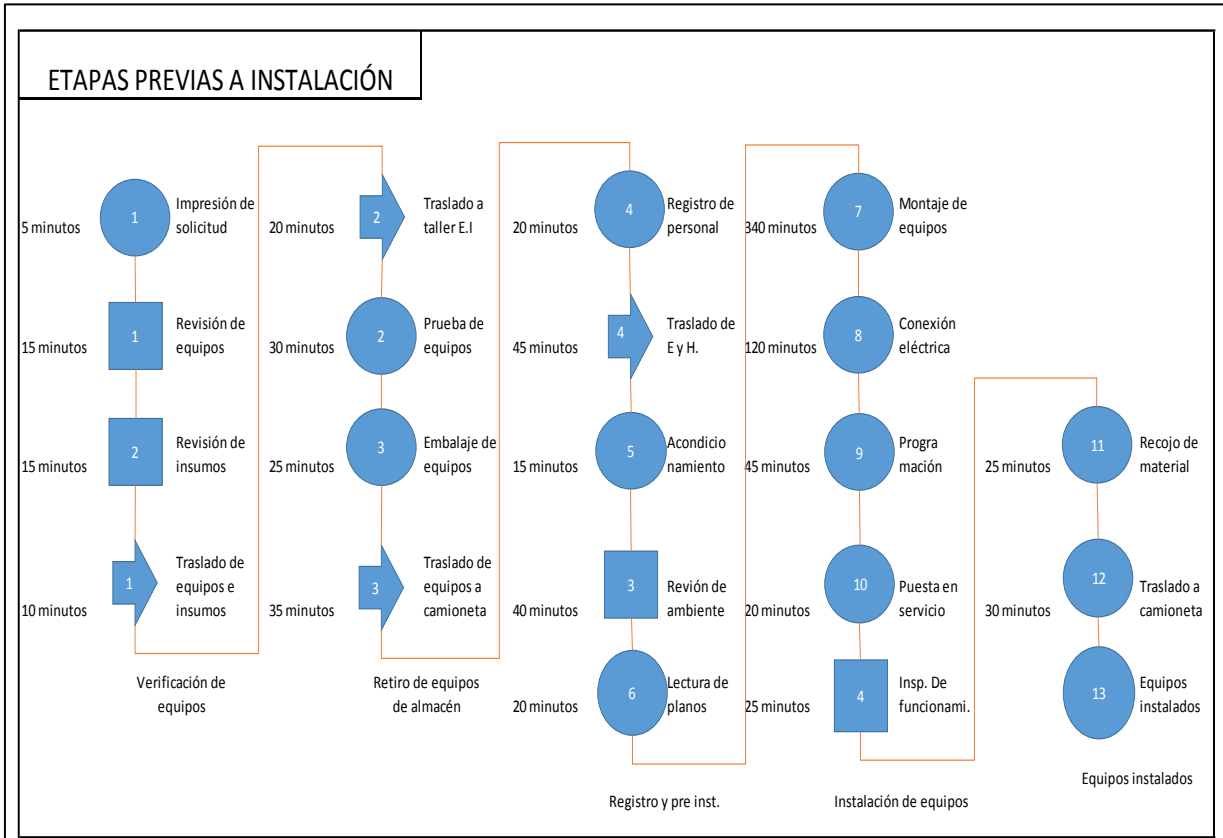 ETAPAS PREVIAS A INSTALACIÓN
1
Impresión de
solicitud
5 minutos
1
Revisión de
equipos
15 minutos
2
Revisión de
insumos
15 minutos
1
Traslado de
equipos e
insumos
10 minutos
Verificación de
equipos
2
Traslado a
taller E.I
20 minutos
2
Prueba de
equipos
30 minutos
3
Embalaje de
equipos
25 minutos
3
Traslado de
equipos a
camioneta
35 minutos
Retiro de equipos
de almacén
4
Registro de
personal
20 minutos
4
Traslado de
E y H.
45 minutos
5
Acondicio
namiento
15 minutos
3
Revión de
ambiente
40 minutos
6
Lectura de
planos
20 minutos
Registro y pre inst.
7
Montaje de
equipos
340 minutos
8
Conexión
eléctrica
120 minutos
9
Progra
mación
45 minutos
10
Puesta en
servicio
20 minutos
4
Insp. De
funcionami.
25 minutos
Instalación de equipos
11
Recojo de
material
25 minutos
12
Traslado a
camioneta
30 minutos
13
Equipos
instalados
Equipos instalados